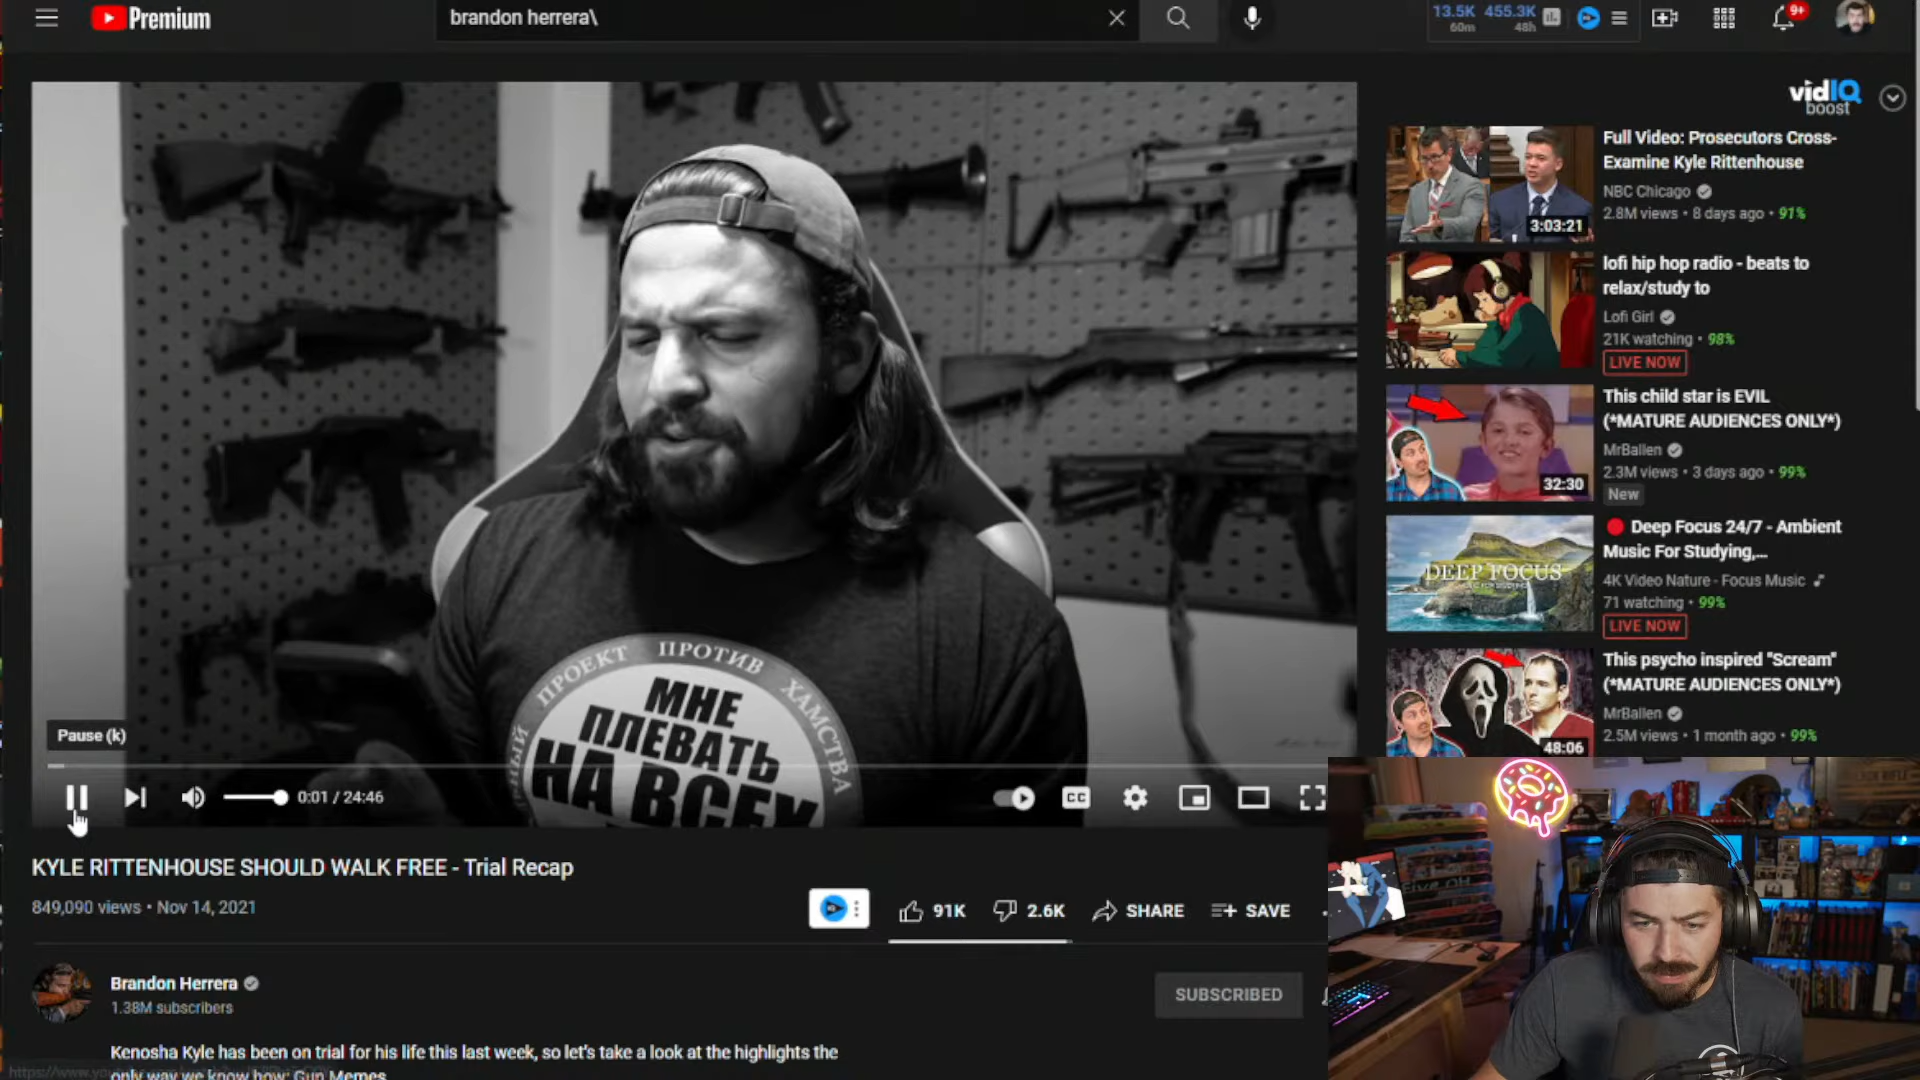 Premium
brandon herrera\
13.5K 455.3K
60m 48h
9+
ПРОЕКТ ПРОТИВ ХАМСТВА
МНЕ
ПЛЕВАТЬ
НА ВСЕХ
Pause (k)
0:01 / 24:46
CC
KYLE RITTENHOUSE SHOULD WALK FREE - Trial Recap
849,090 views • Nov 14, 2021
91K
2.6K
SHARE
SAVE
Brandon Herrera
1.38M subscribers
SUBSCRIBED
Kenosha Kyle has been on trial for his life this last week, so let's take a look at the highlights the
only way we know how: Gun Memes
vidIQ
boost
Full Video: Prosecutors Cross-
Examine Kyle Rittenhouse
NBC Chicago
2.8M views • 8 days ago • 91%
3:03:21
lofi hip hop radio - beats to
relax/study to
Lofi Girl
21K watching • 98%
LIVE NOW
This child star is EVIL
(*MATURE AUDIENCES ONLY*)
MrBallen
2.3M views • 3 days ago • 99%
32:30
New
Deep Focus 24/7 - Ambient
Music For Studying,...
DEEP FOCUS
4K Video Nature - Focus Music
71 watching • 99%
LIVE NOW
This psycho inspired "Scream"
(*MATURE AUDIENCES ONLY*)
MrBallen
2.5M views • 1 month ago • 99%
48:06